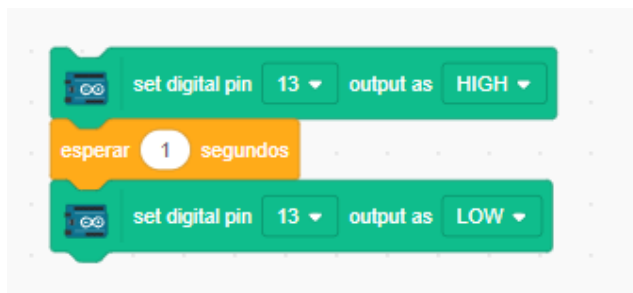 set digital pin 13 output as HIGH
esperar 1 segundos
set digital pin 13 output as LOW